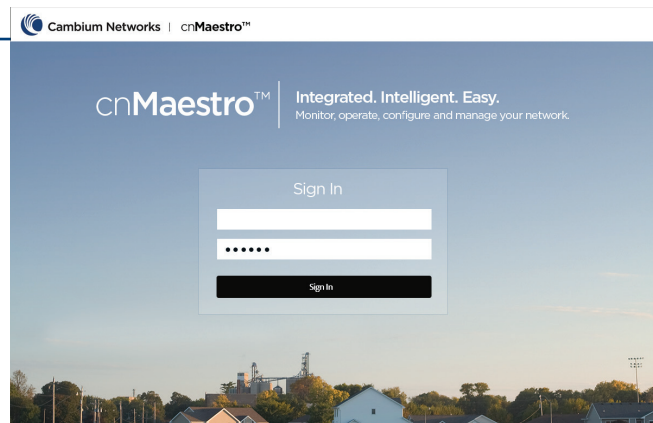 Cambium Networks | cnMaestro™
cnMaestro™
Integrated. Intelligent. Easy.
Monitor, operate, configure and manage your network.
Sign In
••••••
Sign In